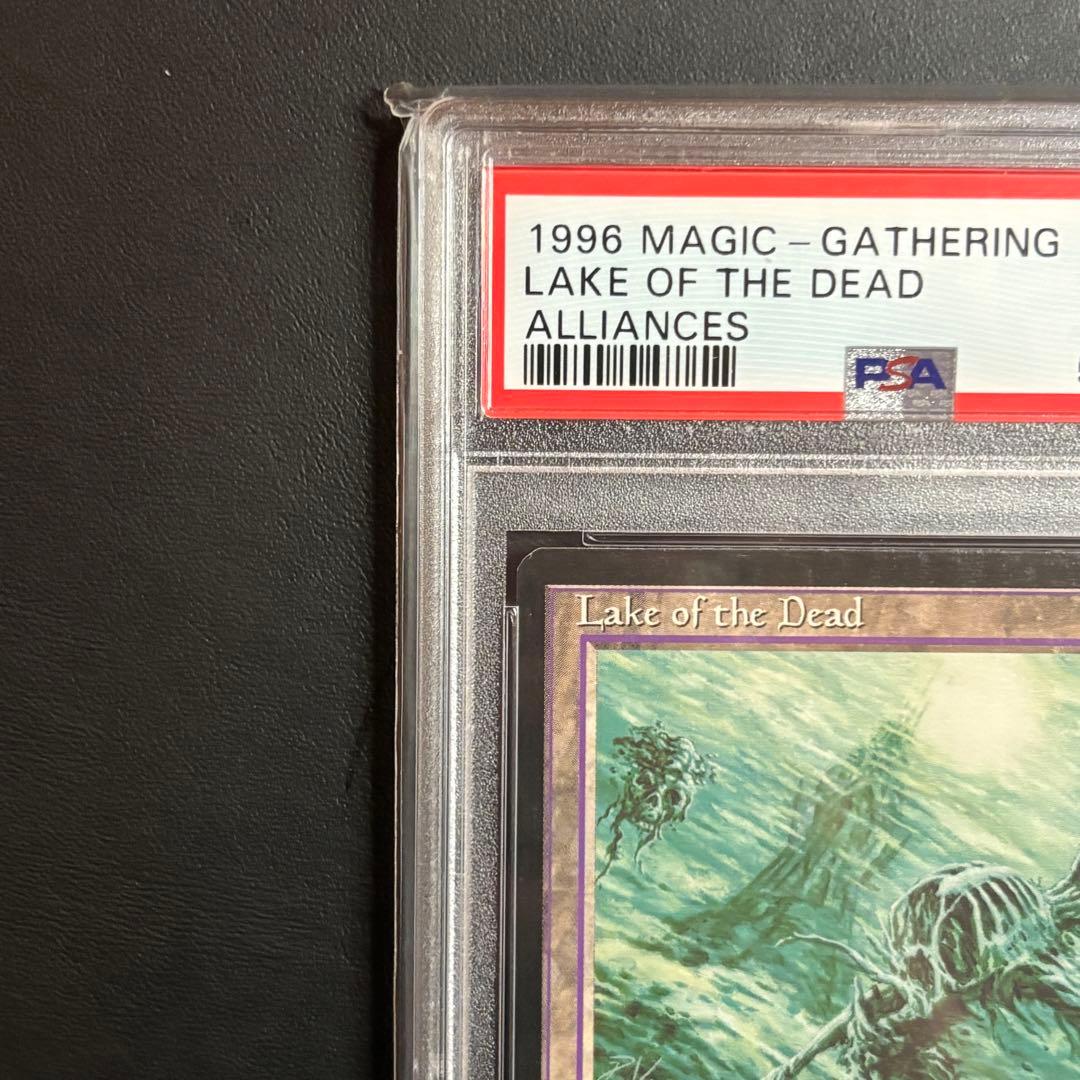 1996 MAGIC – GATHERING
LAKE OF THE DEAD
ALLIANCES
PSA
Lake of the Dead